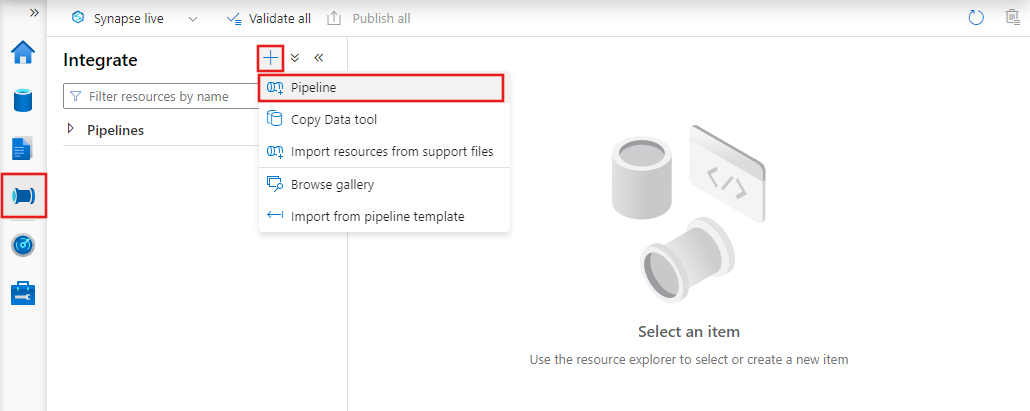 »
Synapse live
Validate all
Publish all
Integrate
Filter resources by name
Pipelines
Pipeline
Copy Data tool
Import resources from support files
Browse gallery
Import from pipeline template
Select an item
Use the resource explorer to select or create a new item